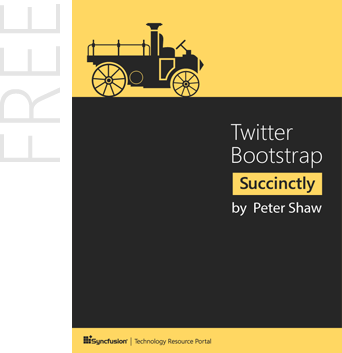 FREE
Twitter
Bootstrap
Succinctly
by Peter Shaw
Syncfusion | Technology Resource Portal